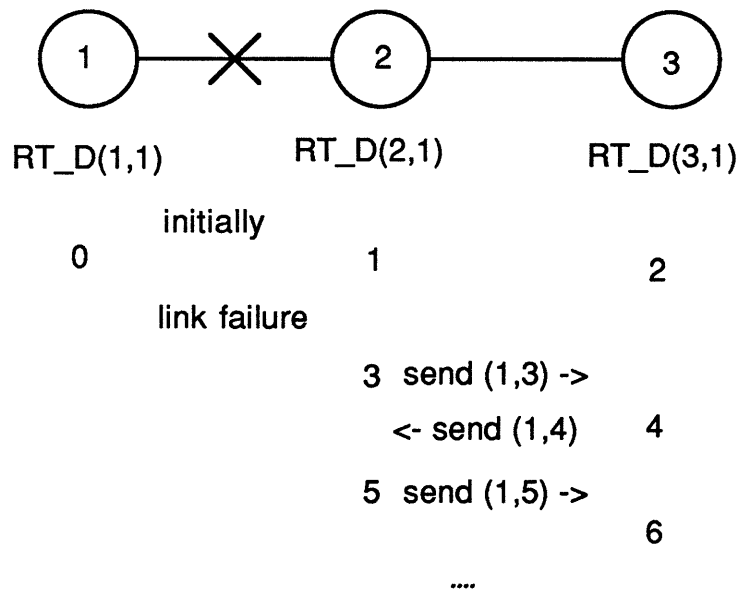 1 2 3
RT_D(1,1) RT_D(2,1) RT_D(3,1)
initially
0 1 2
link failure
3 send (1,3) ->
<- send (1,4) 4
5 send (1,5) ->
6
....